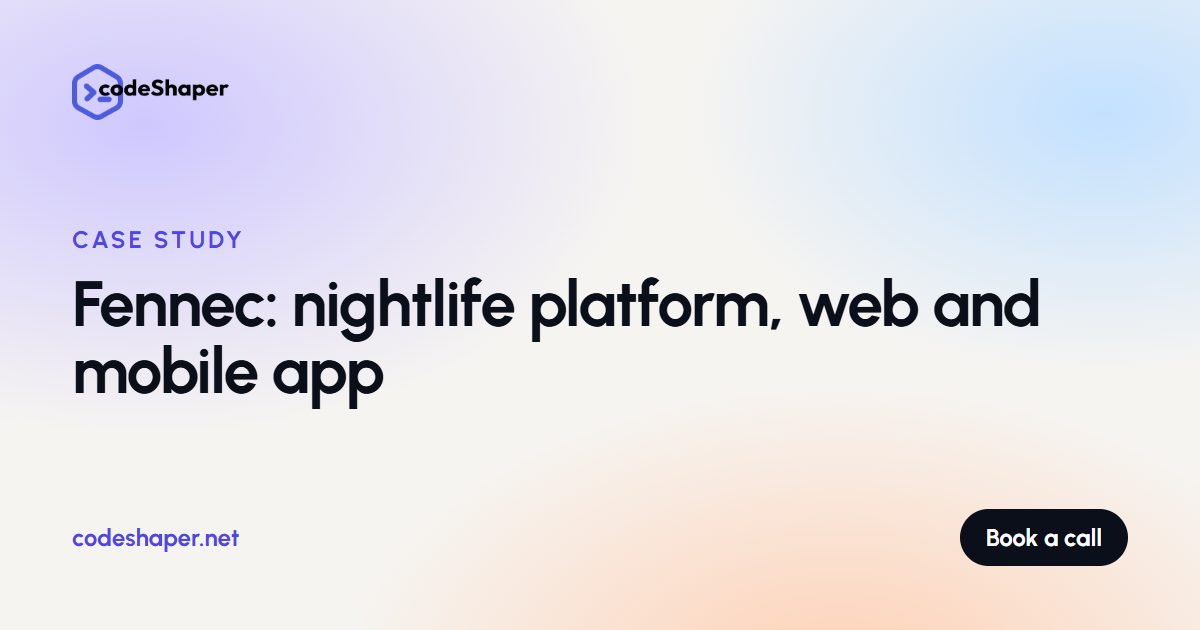 codeShaper
CASE STUDY
Fennec: nightlife platform, web and
mobile app
codeshaper.net
Book a call